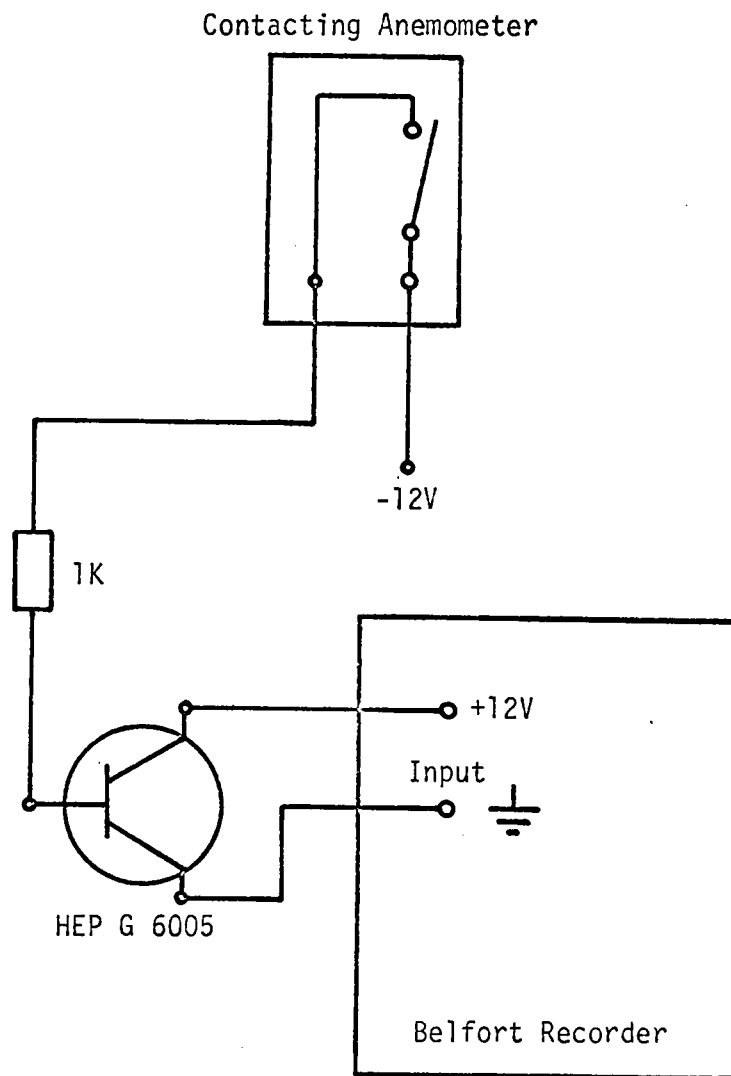 Contacting Anemometer
-12V
1K
+12V
Input
HEP G 6005
Belfort Recorder